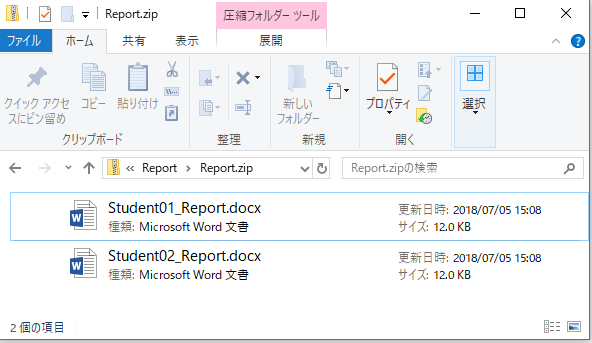 Report.zip
圧縮フォルダー ツール
ファイル
ホーム
共有
表示
展開
クイック アクセスにピン留め
コピー
貼り付け
新しいフォルダー
プロパティ
選択
クリップボード
整理
新規
開く
« Report › Report.zip
Report.zipの検索
Student01_Report.docx
更新日時: 2018/07/05 15:08
種類: Microsoft Word 文書
サイズ: 12.0 KB
Student02_Report.docx
更新日時: 2018/07/05 15:08
種類: Microsoft Word 文書
サイズ: 12.0 KB
2 個の項目